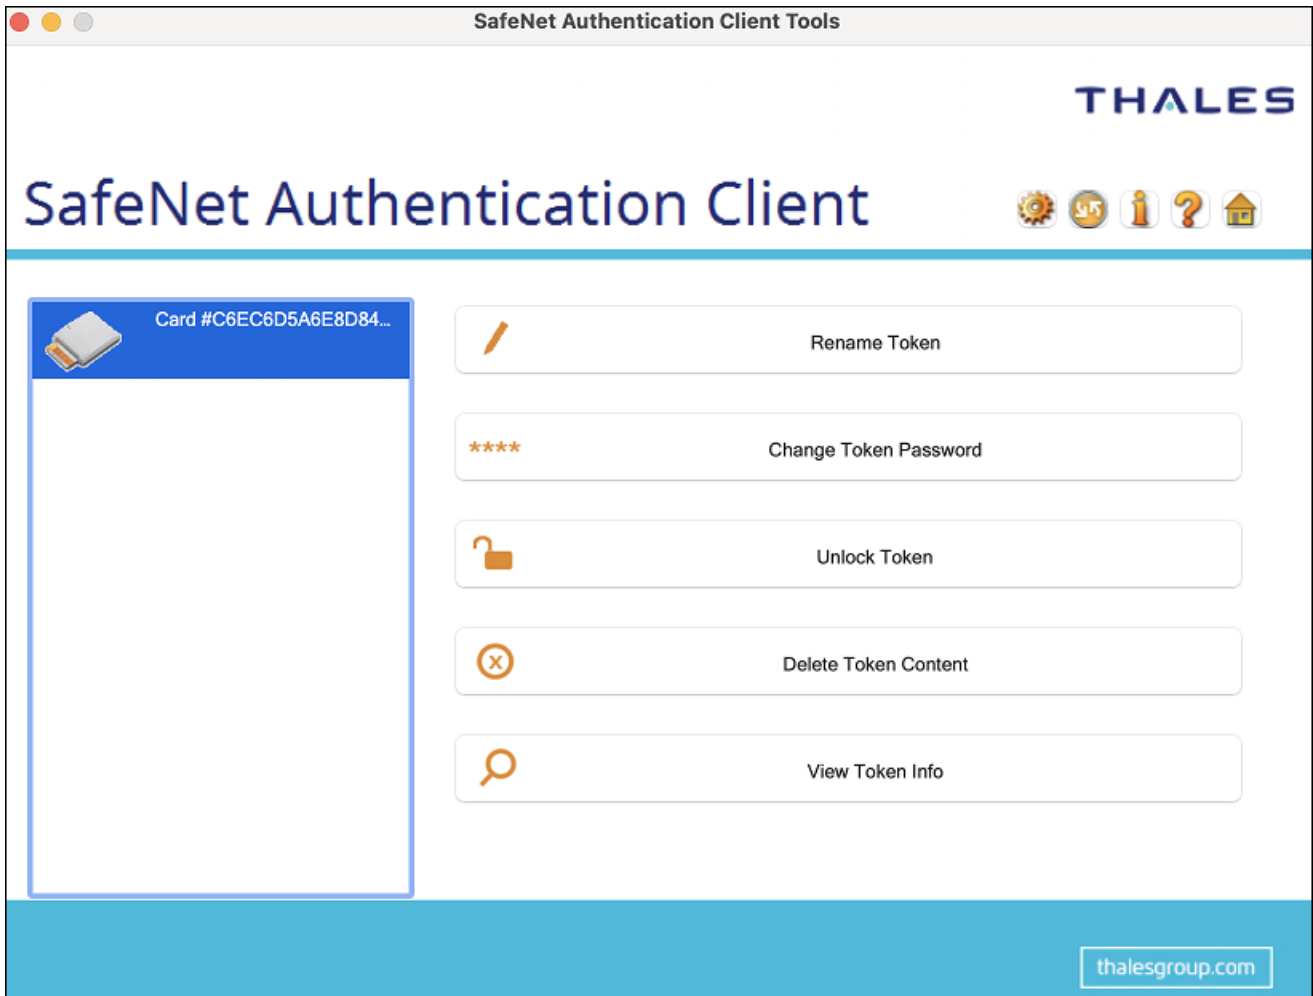 SafeNet Authentication Client Tools
THALES
SafeNet Authentication Client
Card #C6EC6D5A6E8D84...
Rename Token
****
Change Token Password
Unlock Token
Delete Token Content
View Token Info
thalesgroup.com